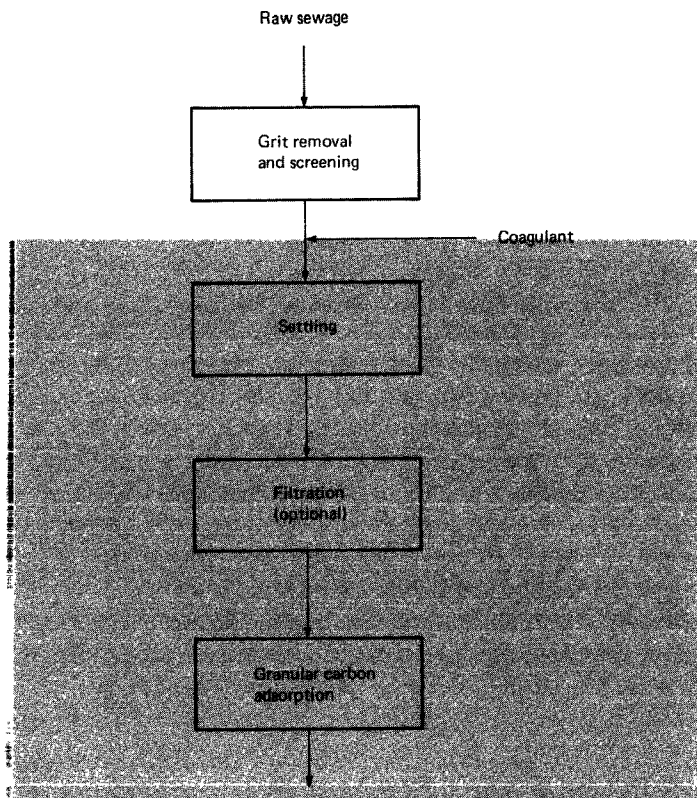 Raw sewage
Grit removal
and screening
Coagulant
Settling
Filtration
(optional)
Granular carbon
adsorption